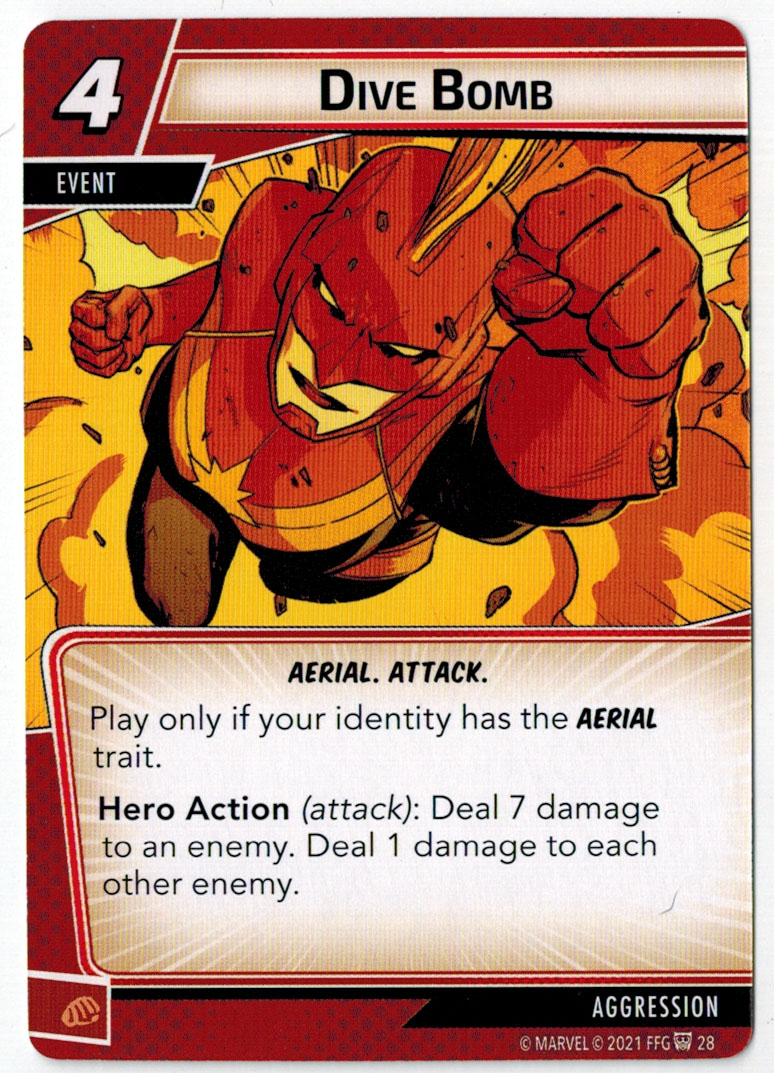 4
DIVE BOMB
EVENT
AERIAL. ATTACK.
Play only if your identity has the AERIAL
trait.
Hero Action (attack): Deal 7 damage
to an enemy. Deal 1 damage to each
other enemy.
AGGRESSION
© MARVEL © 2021 FFG 28